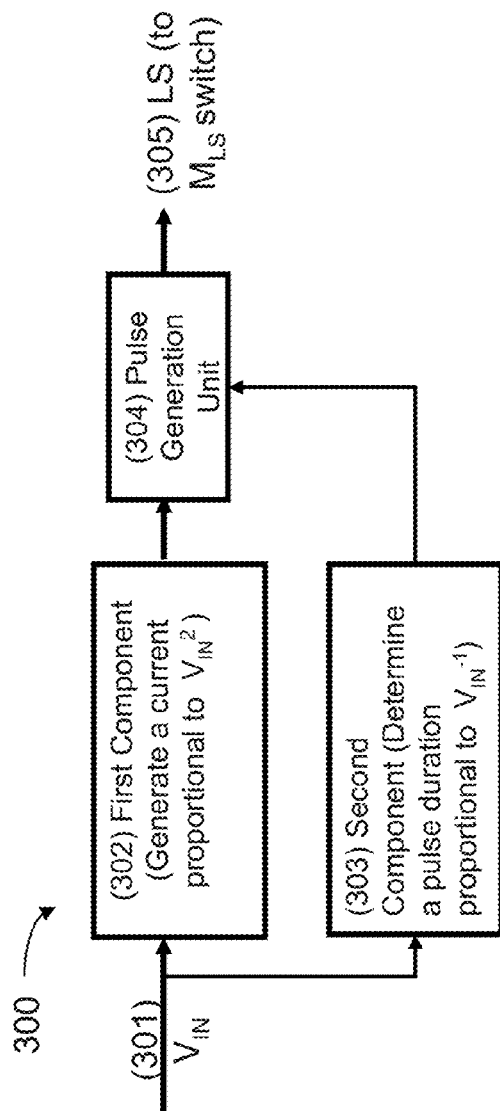 300
(301)
V_IN
(302) First Component
(Generate a current
proportional to V_IN^2)
(303) Second
Component (Determine
a pulse duration
proportional to V_IN^-1)
(304) Pulse
Generation
Unit
(305) LS (to
M_LS switch)